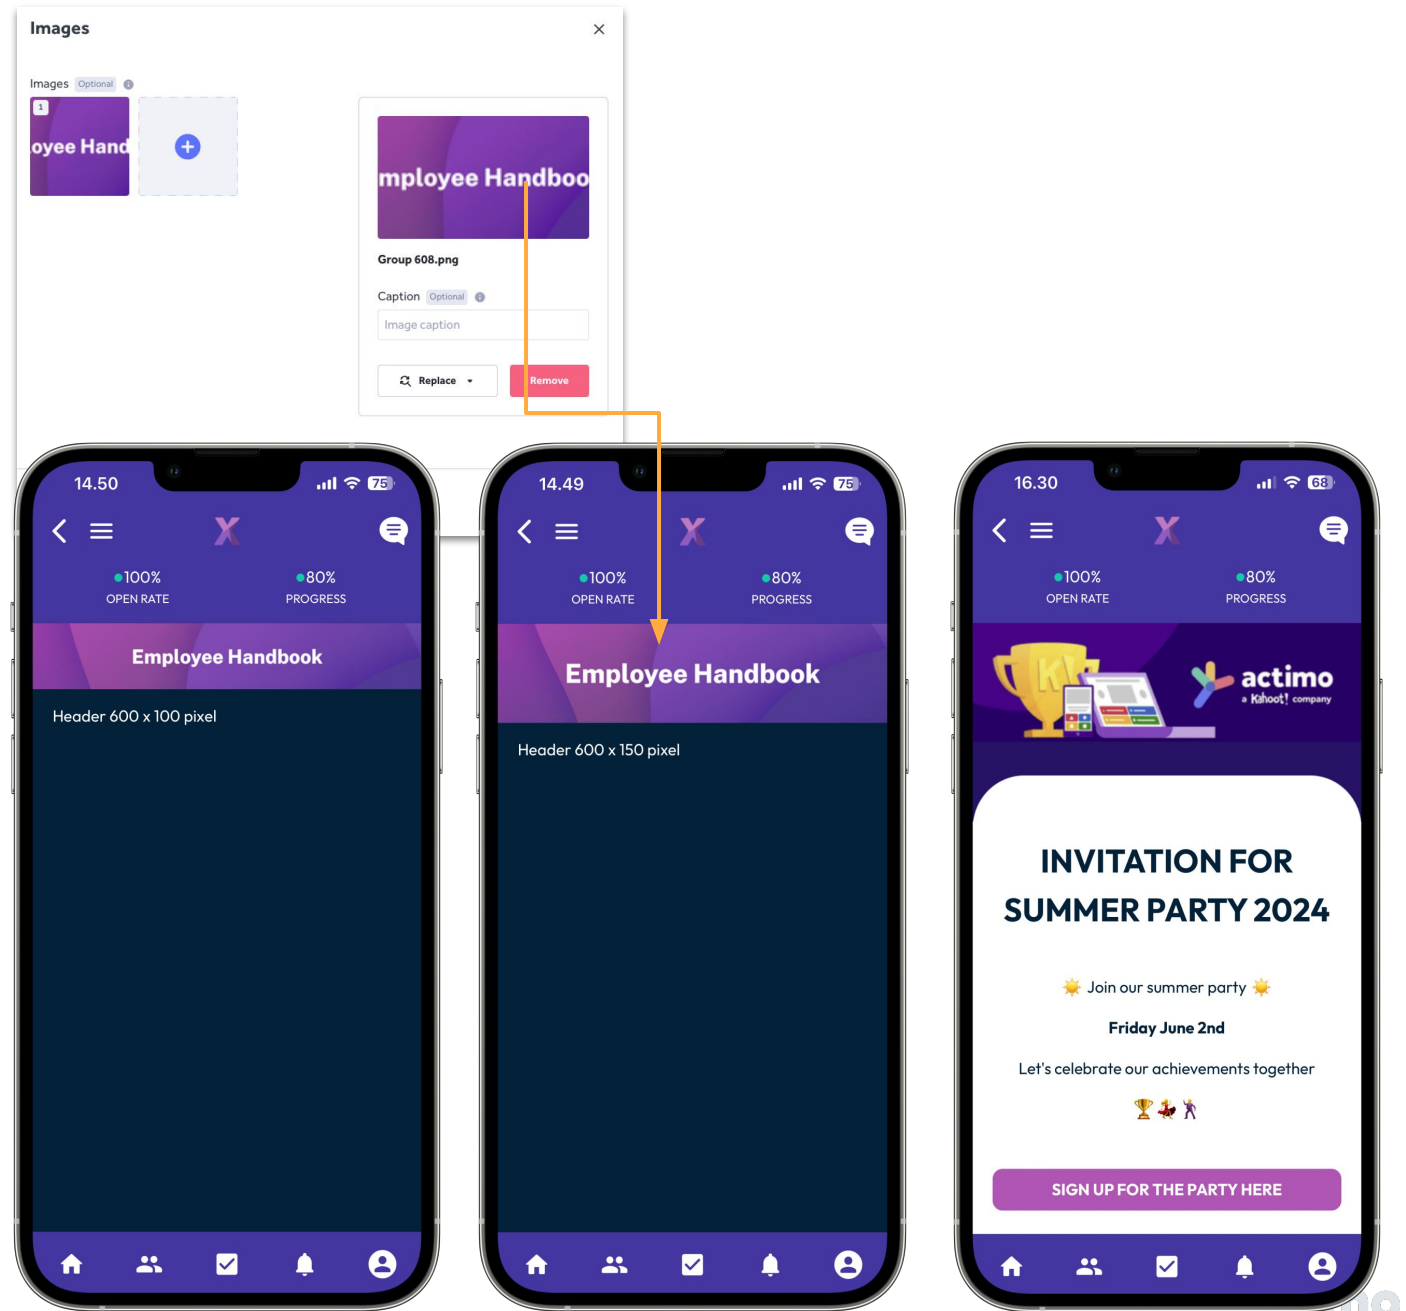 Images
Images Optional
1
oyee Hand
mployee Handboo
Group 608.png
Caption Optional
Image caption
Replace
Remove
14.50
75
100%
OPEN RATE
80%
PROGRESS
Employee Handbook
Header 600 x 100 pixel
14.49
75
X
100%
OPEN RATE
80%
PROGRESS
Employee Handbook
Header 600 x 150 pixel
16.30
68
X
100%
OPEN RATE
80%
PROGRESS
K!
actimo
a Kahoot! company
INVITATION FOR
SUMMER PARTY 2024
☀️ Join our summer party ☀️
Friday June 2nd
Let's celebrate our achievements together
SIGN UP FOR THE PARTY HERE